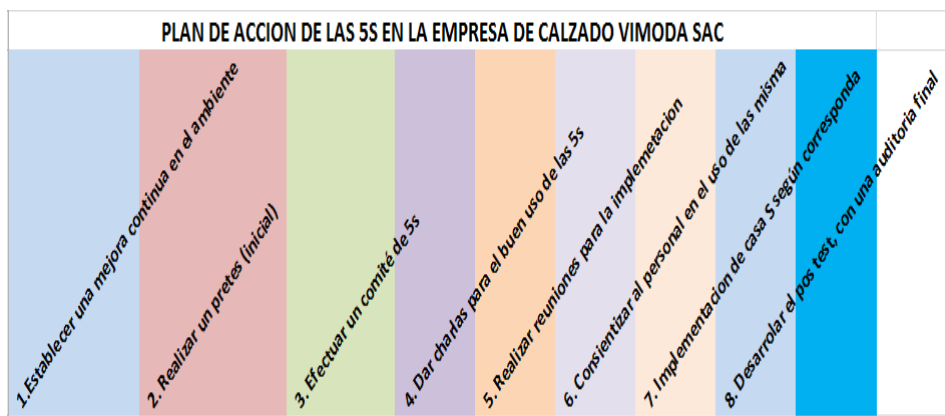 PLAN DE ACCION DE LAS 5S EN LA EMPRESA DE CALZADO VIMODA SAC
1.Establecer una mejora continua en el ambiente
2. Realizar un pretes (inicial)
3. Efectuar un comité de 5s
4. Dar charlas para el buen uso de las 5s
5. Realizar reuniones para la implemetacion
6. Consientizar al personal en el uso de las misma
7. Implementacion de casa S según corresponda
8. Desarrolar el pos test, con una auditoria final